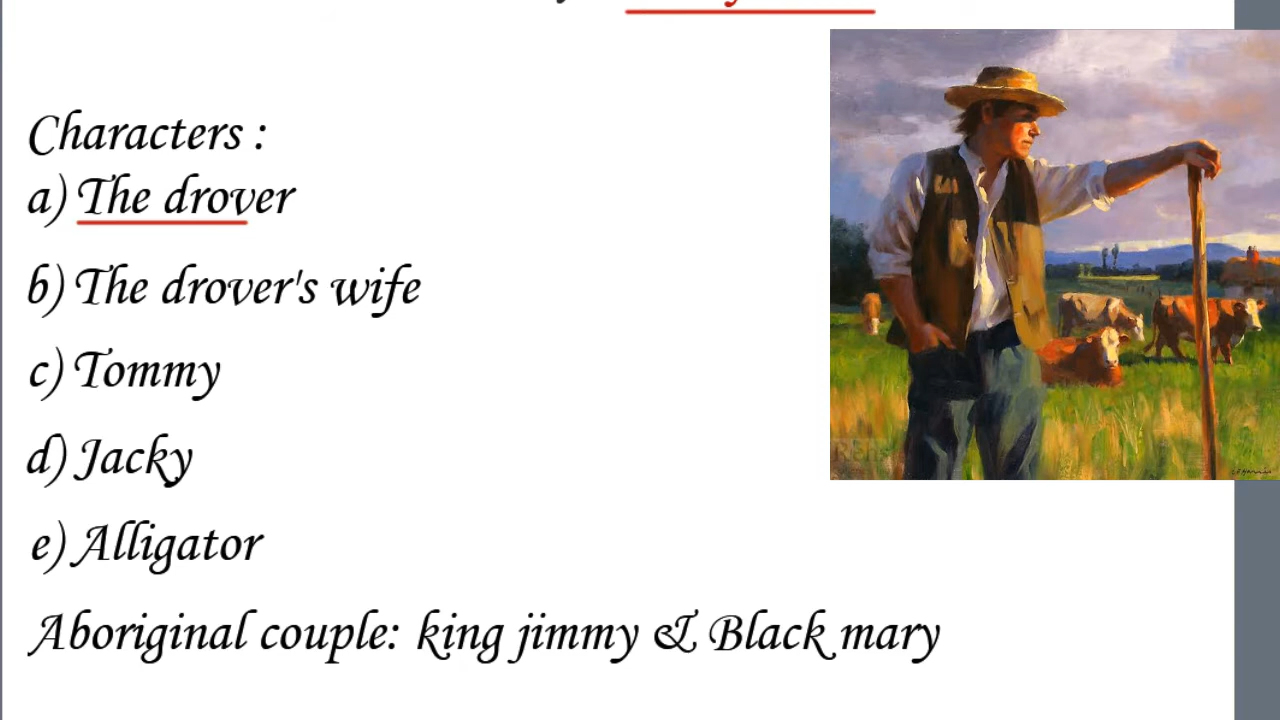 Characters :
a) The drover
b) The drover's wife
c) Tommy
d) Jacky
e) Alligator
Aboriginal couple: king jimmy & Black mary